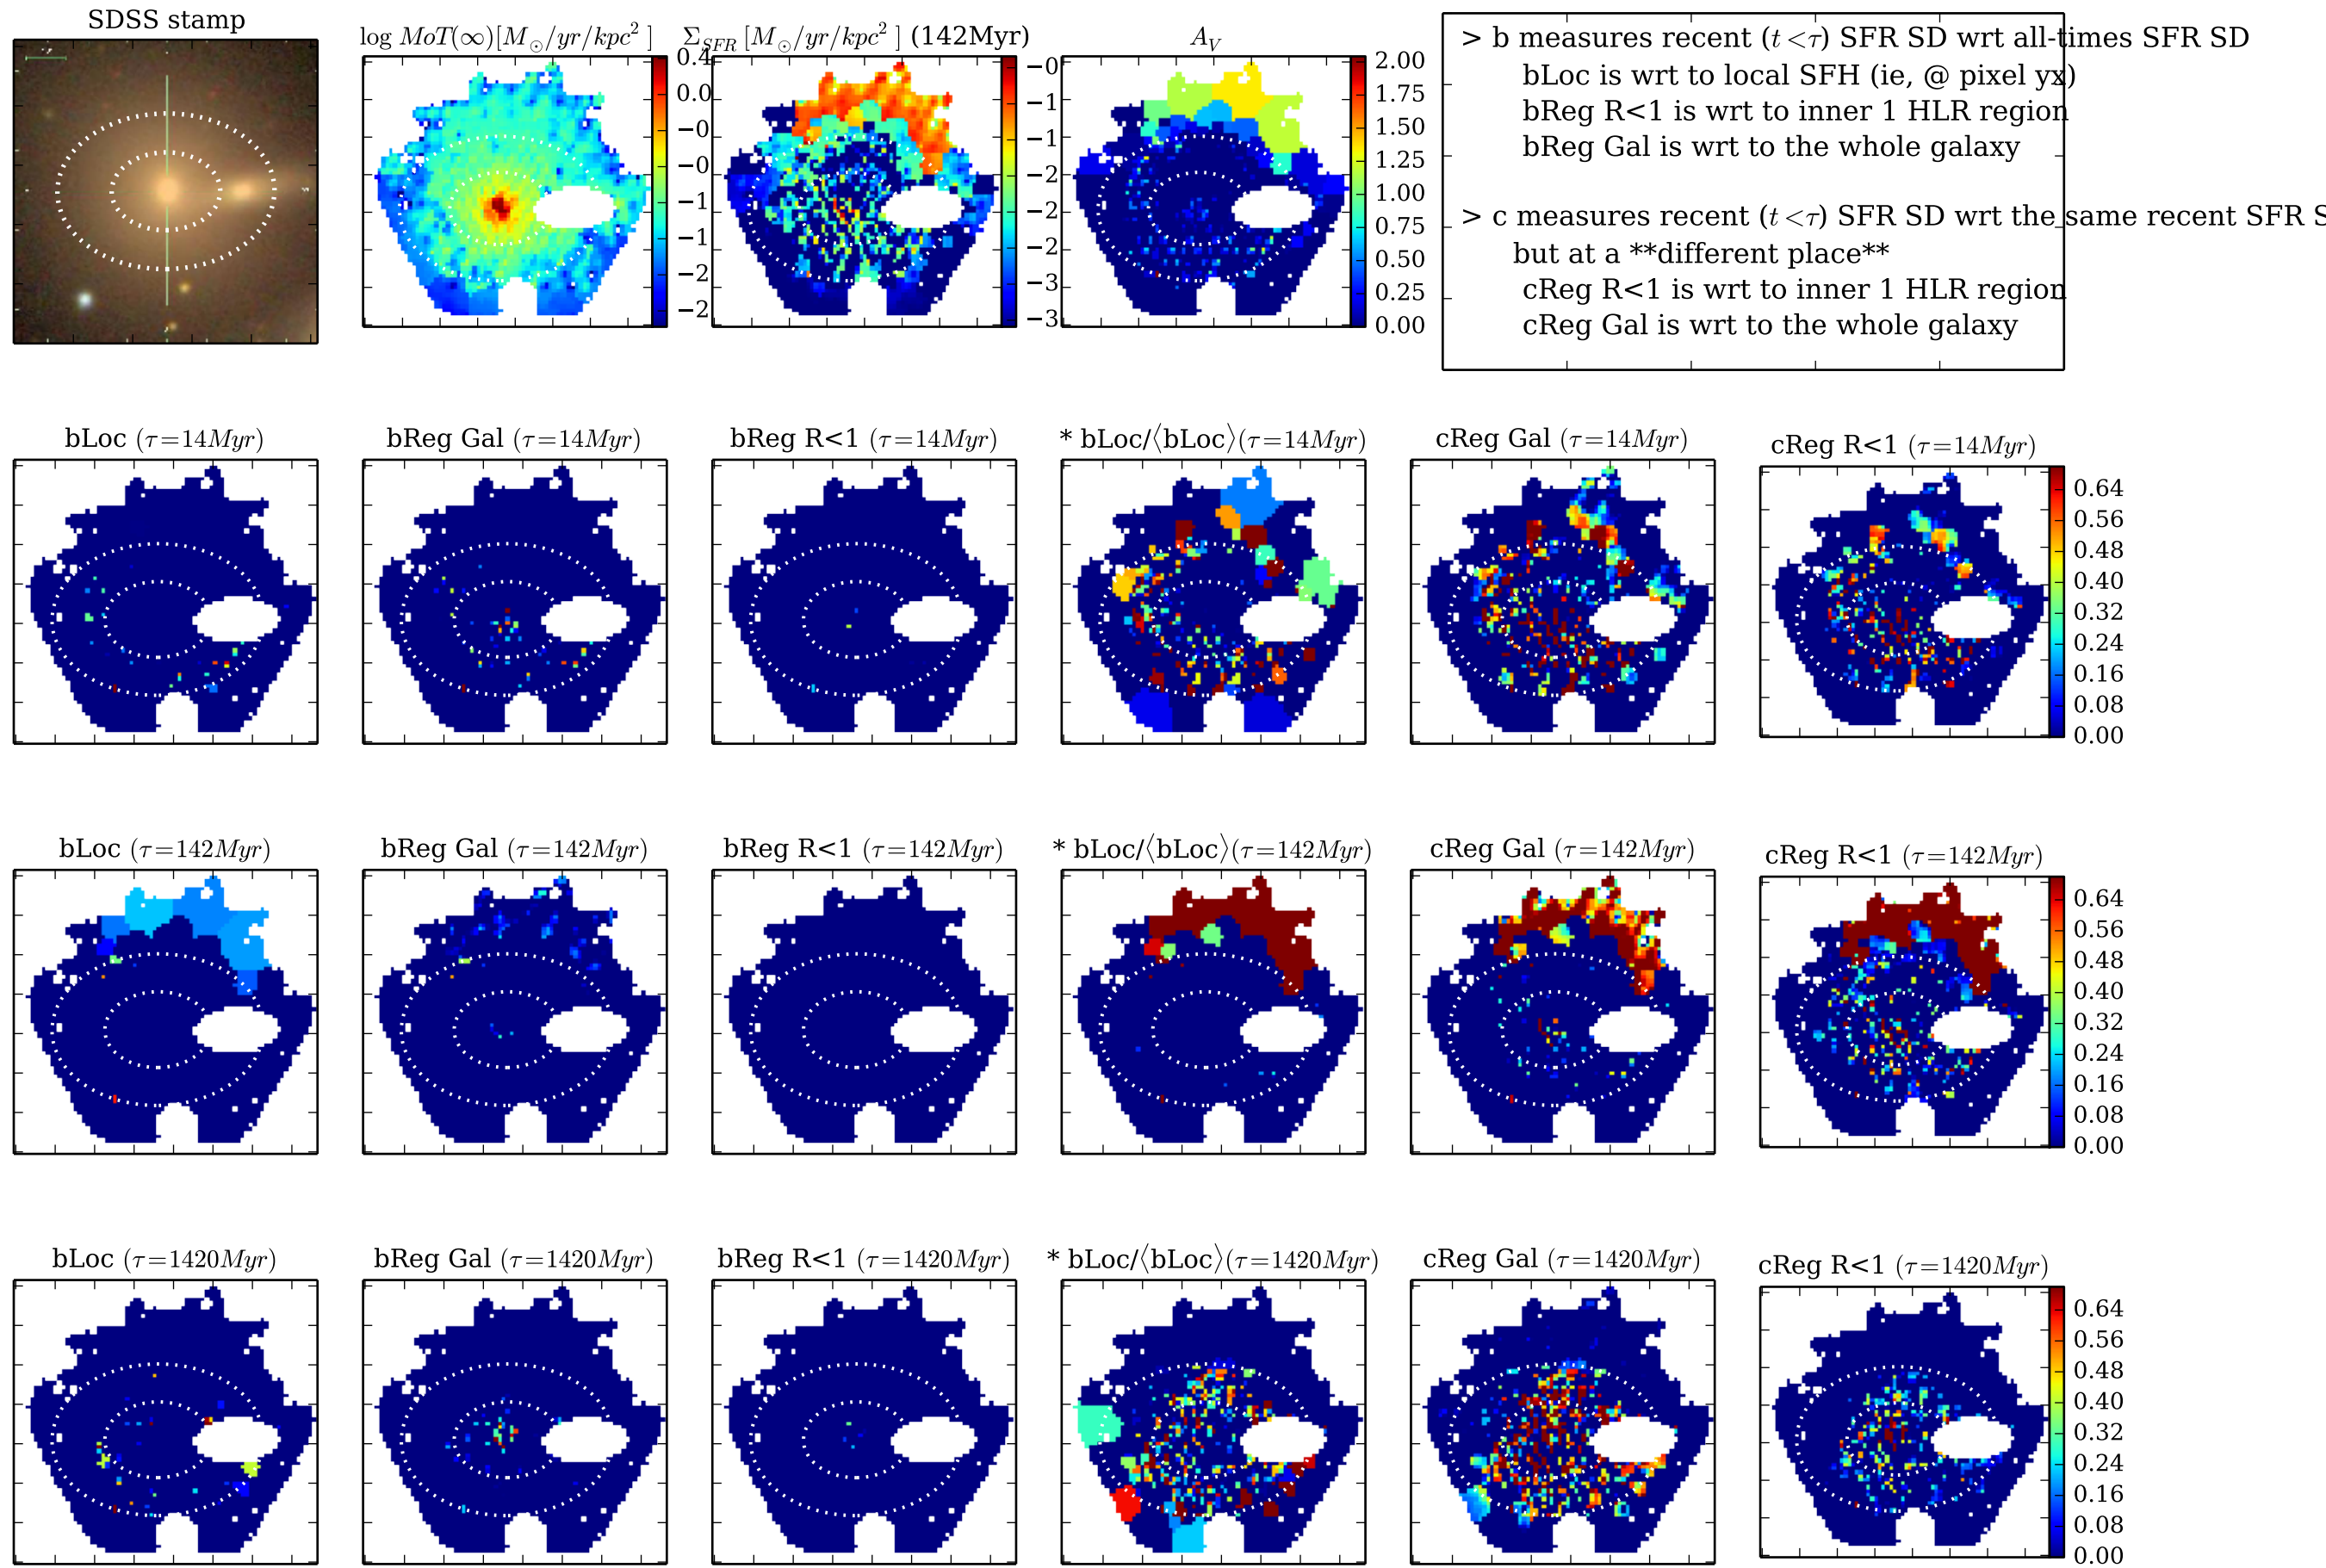 SDSS stamp
log MoT(∞)[M⊙/yr/kpc²]
Σ_SFR [M⊙/yr/kpc²] (142Myr)
A_V
0.4
0.0
−0
−0
−1
−1
−2
−2
−0
−1
−1
−2
−2
−2
−3
−3
2.00
1.75
1.50
1.25
1.00
0.75
0.50
0.25
0.00
> b measures recent (t<τ) SFR SD wrt all-times SFR SD
bLoc is wrt to local SFH (ie, @ pixel yx)
bReg R<1 is wrt to inner 1 HLR region
bReg Gal is wrt to the whole galaxy
> c measures recent (t<τ) SFR SD wrt the same recent SFR S
but at a **different place**
cReg R<1 is wrt to inner 1 HLR region
cReg Gal is wrt to the whole galaxy
bLoc (τ=14Myr)
bReg Gal (τ=14Myr)
bReg R<1 (τ=14Myr)
* bLoc/⟨bLoc⟩(τ=14Myr)
cReg Gal (τ=14Myr)
cReg R<1 (τ=14Myr)
0.64
0.56
0.48
0.40
0.32
0.24
0.16
0.08
0.00
bLoc (τ=142Myr)
bReg Gal (τ=142Myr)
bReg R<1 (τ=142Myr)
* bLoc/⟨bLoc⟩(τ=142Myr)
cReg Gal (τ=142Myr)
cReg R<1 (τ=142Myr)
0.64
0.56
0.48
0.40
0.32
0.24
0.16
0.08
0.00
bLoc (τ=1420Myr)
bReg Gal (τ=1420Myr)
bReg R<1 (τ=1420Myr)
* bLoc/⟨bLoc⟩(τ=1420Myr)
cReg Gal (τ=1420Myr)
cReg R<1 (τ=1420Myr)
0.64
0.56
0.48
0.40
0.32
0.24
0.16
0.08
0.00